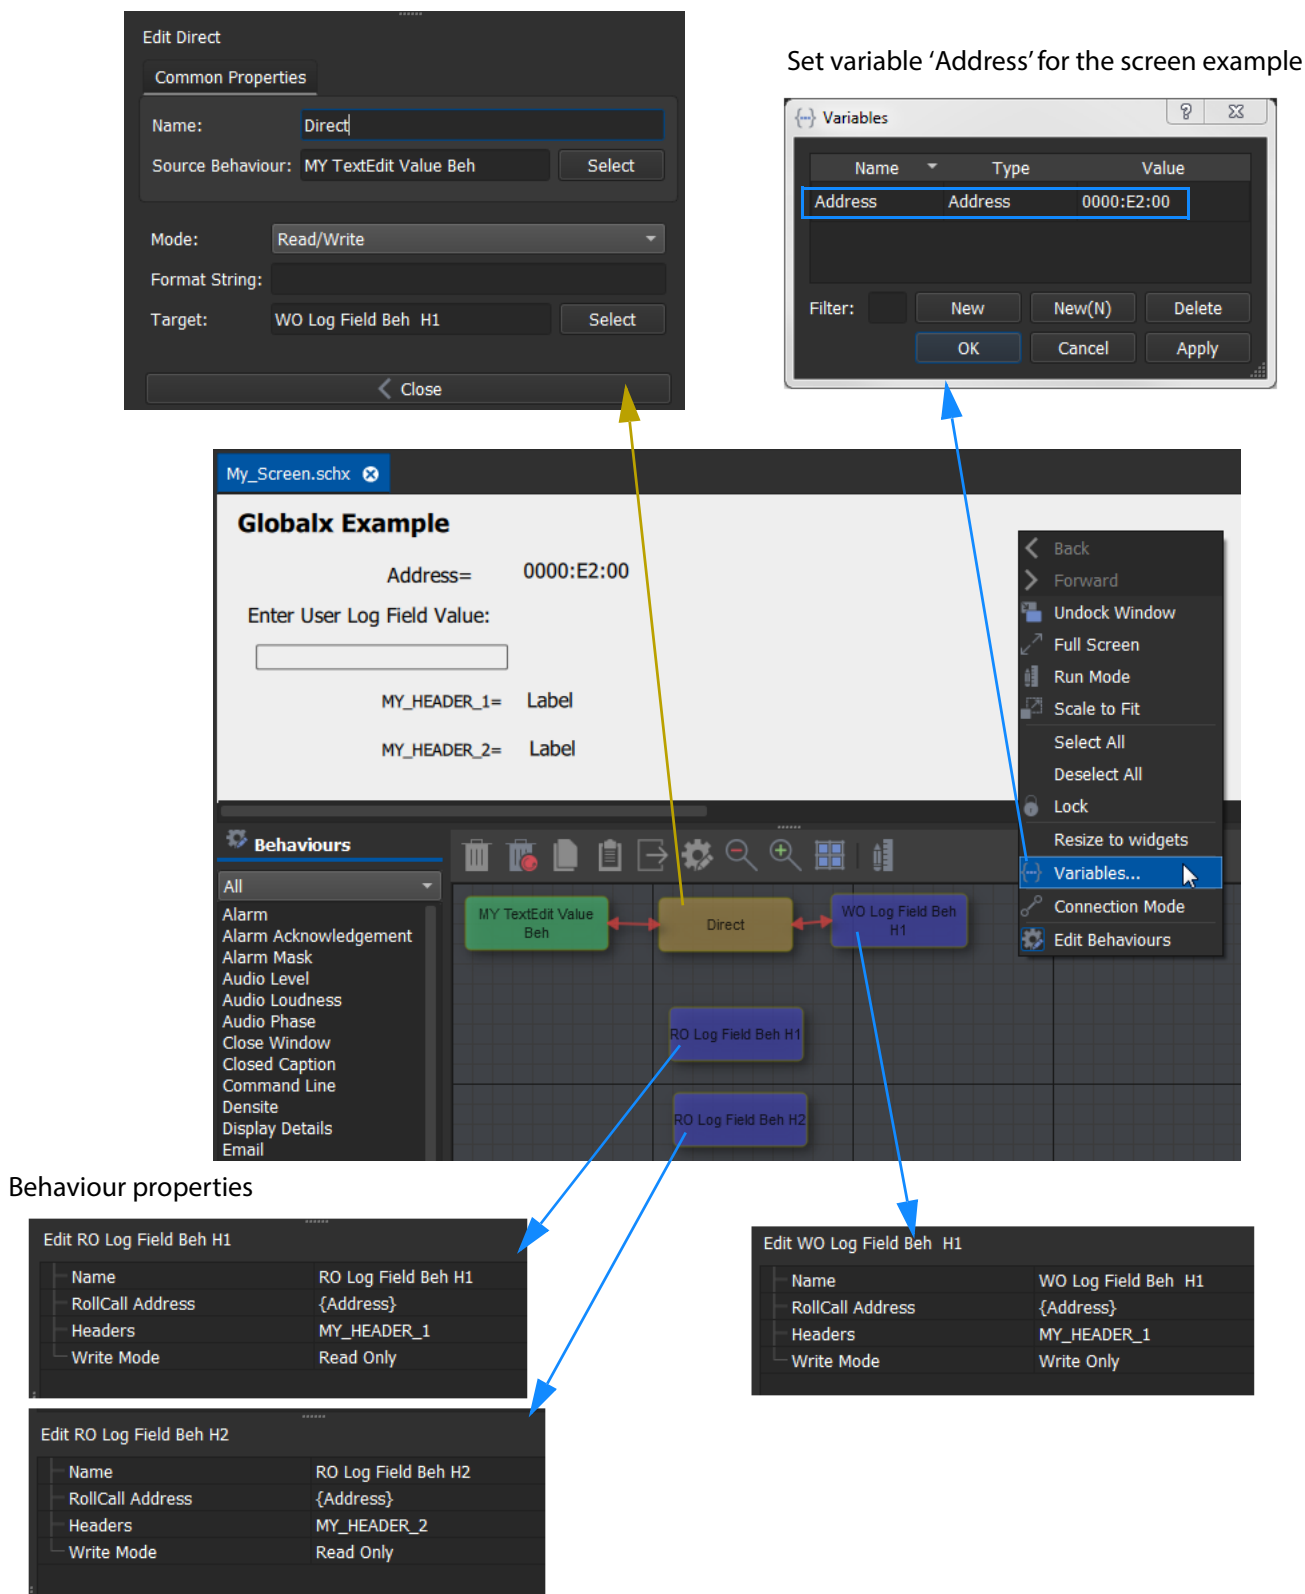 Edit Direct
Common Properties
Name: Direct
Source Behaviour: MY TextEdit Value Beh Select
Mode: Read/Write
Format String:
Target: WO Log Field Beh  H1 Select
Close
Set variable ‘Address’ for the screen example
Variables
Name Type Value
Address Address 0000:E2:00
Filter: New New(N) Delete
OK Cancel Apply
My_Screen.schx
Globalx Example
Address= 0000:E2:00
Enter User Log Field Value:
MY_HEADER_1= Label
MY_HEADER_2= Label
Back
Forward
Undock Window
Full Screen
Run Mode
Scale to Fit
Select All
Deselect All
Lock
Resize to widgets
Variables...
Connection Mode
Edit Behaviours
Behaviours
All
Alarm
Alarm Acknowledgement
Alarm Mask
Audio Level
Audio Loudness
Audio Phase
Close Window
Closed Caption
Command Line
Densite
Display Details
Email
MY TextEdit Value
Beh
Direct
WO Log Field Beh
H1
RO Log Field Beh H1
RO Log Field Beh H2
Behaviour properties
Edit RO Log Field Beh H1
Name RO Log Field Beh H1
RollCall Address {Address}
Headers MY_HEADER_1
Write Mode Read Only
Edit WO Log Field Beh  H1
Name WO Log Field Beh  H1
RollCall Address {Address}
Headers MY_HEADER_1
Write Mode Write Only
Edit RO Log Field Beh H2
Name RO Log Field Beh H2
RollCall Address {Address}
Headers MY_HEADER_2
Write Mode Read Only